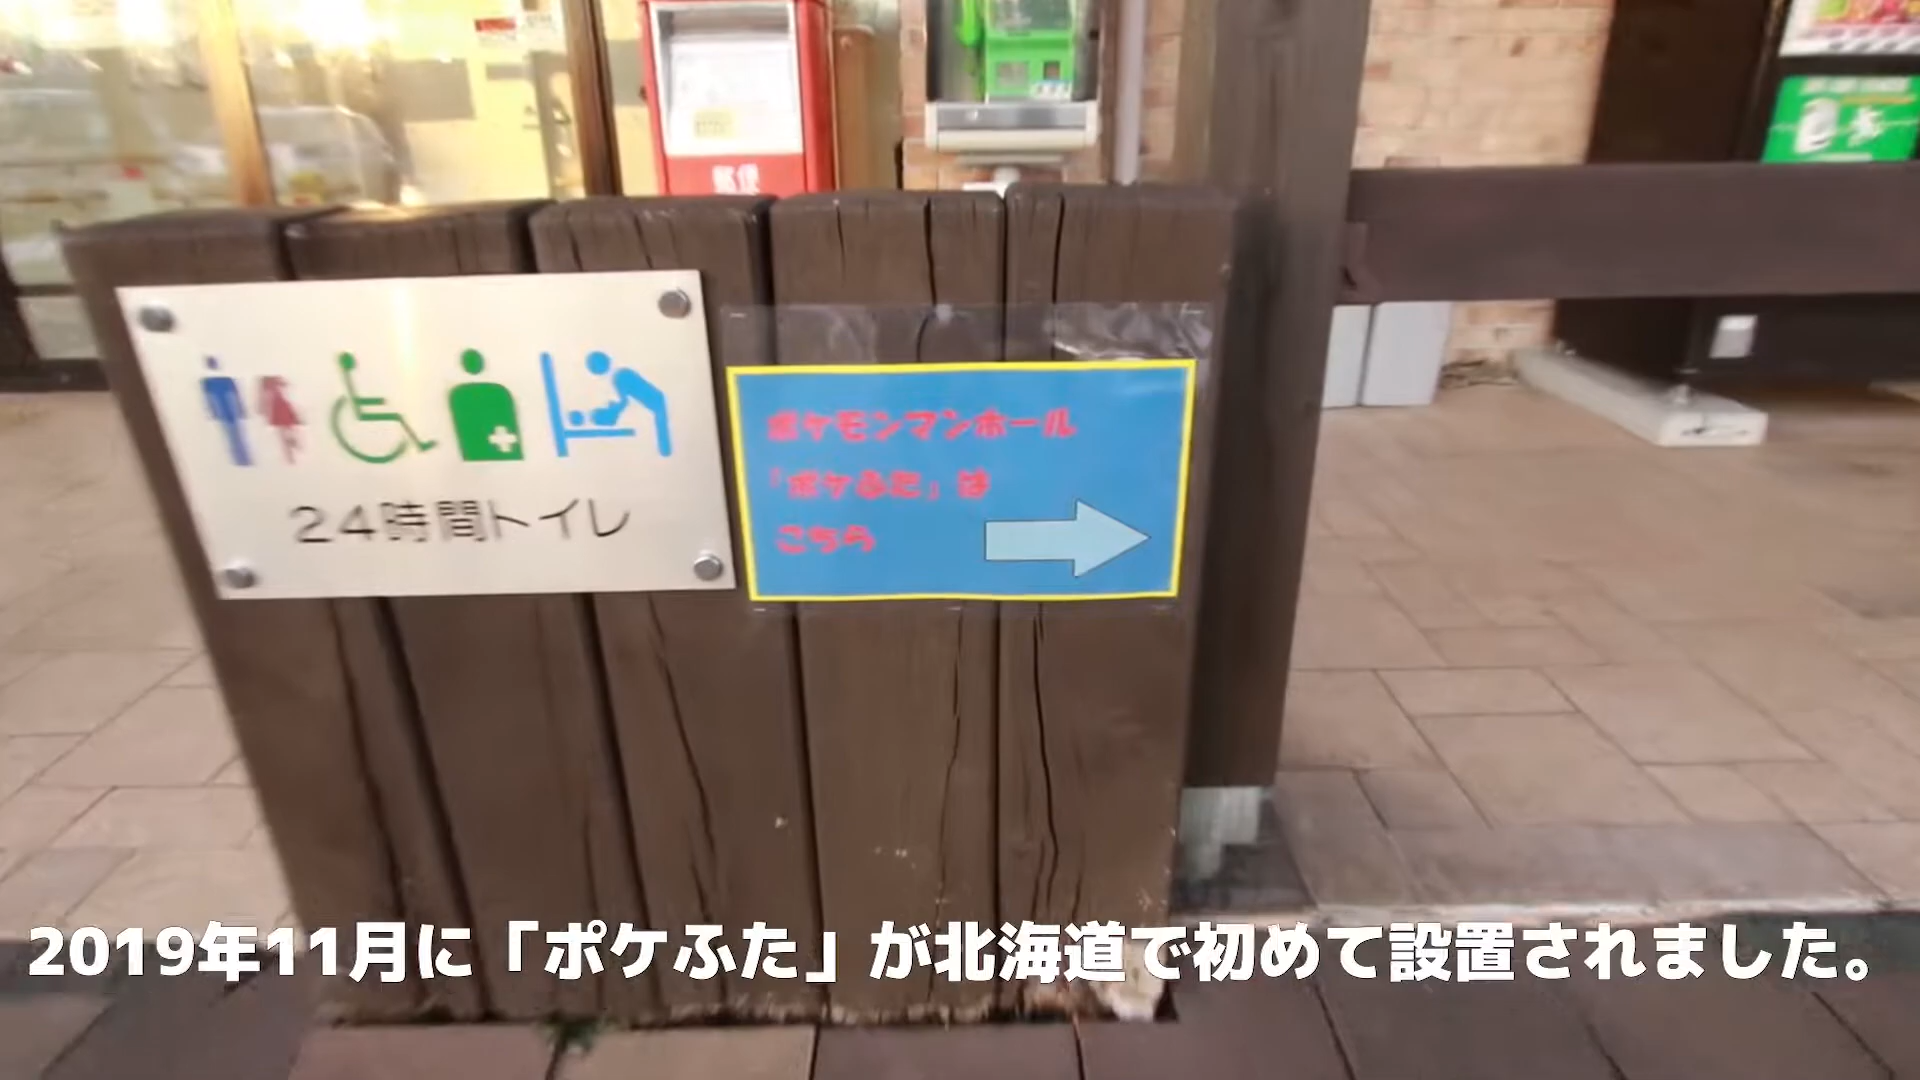 郵便
24時間トイレ
ポケモンマンホール
「ポケふた」は
こちら
2019年11月に「ポケふた」が北海道で初めて設置されました。